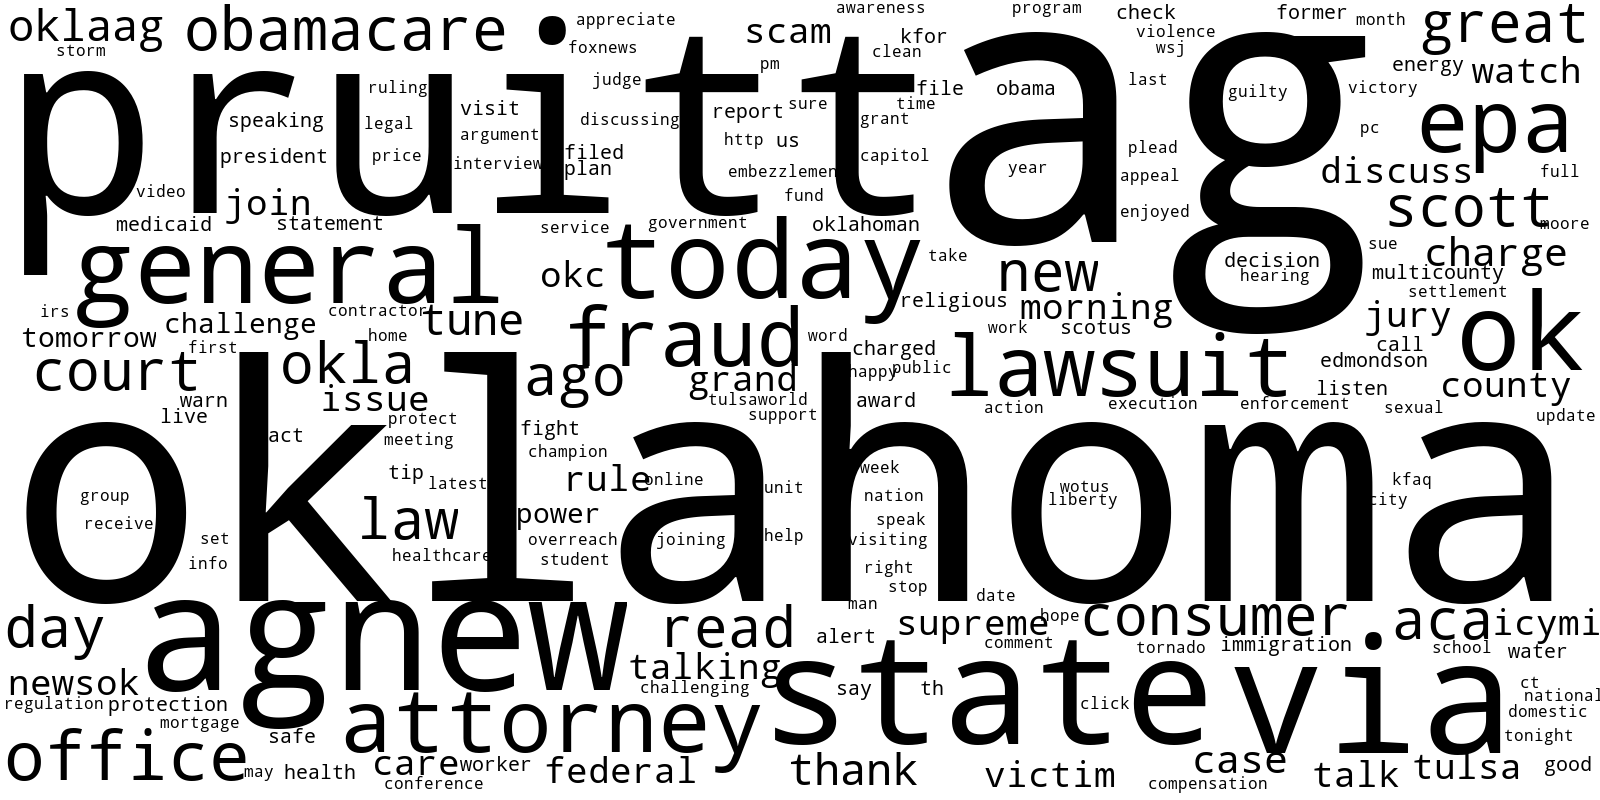 oklaag obamacare appreciate scam awareness program check former month great
storm foxnews kfor violence
pruitt ag
pm clean wsj energy watch
judge file obama last guilty victory
ruling visit report sure time epa
speaking legal argument discussing grant pc
president price interview filed http us capitol plead discuss full
plan embezzlemen year appeal
video join fund enjoyed scott
medicaid statement service government oklahoman moore
general okc today take new decision sue charge
hearing multicounty
irs contractor religious morning settlement
tomorrow challenge tune fraud word work scotus jury ok
first home charged call
court okla ago grand happy public lawsuit edmondson
warn issue tulsaworld award listen county
live protect support action execution enforcement sexual update
oklahoma
act meeting fight
champion
tip rule online week kfaq
group latest unit nation wotus city
receive law power liberty
set overreach joining help speak
info healthcare student visiting
right
stop
day agnew read man date consumer aca icymi
alert supreme hope
comment tornado immigration school water
newsok talking state via
regulation protection challenging say th click ct
mortgage national
attorney domestic
office safe tonight
may health care worker federal thank victim case talk tulsa good
conference compensation